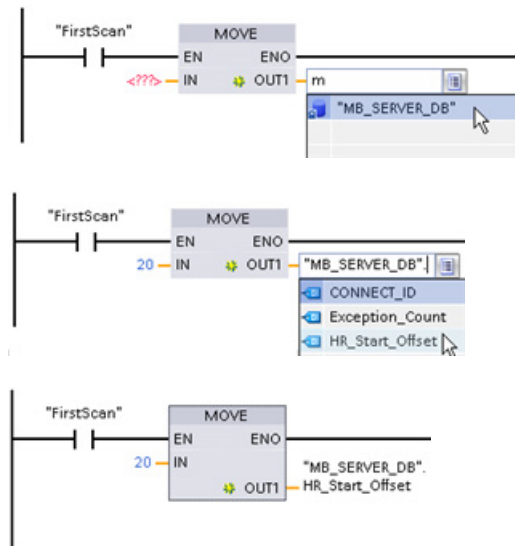 "FirstScan"
MOVE
EN ENO
<???> IN OUT1 m
"MB_SERVER_DB"
"FirstScan"
MOVE
EN ENO
20 IN OUT1 "MB_SERVER_DB".
CONNECT_ID
Exception_Count
HR_Start_Offset
"FirstScan"
MOVE
EN ENO
20 IN
"MB_SERVER_DB".
OUT1 HR_Start_Offset